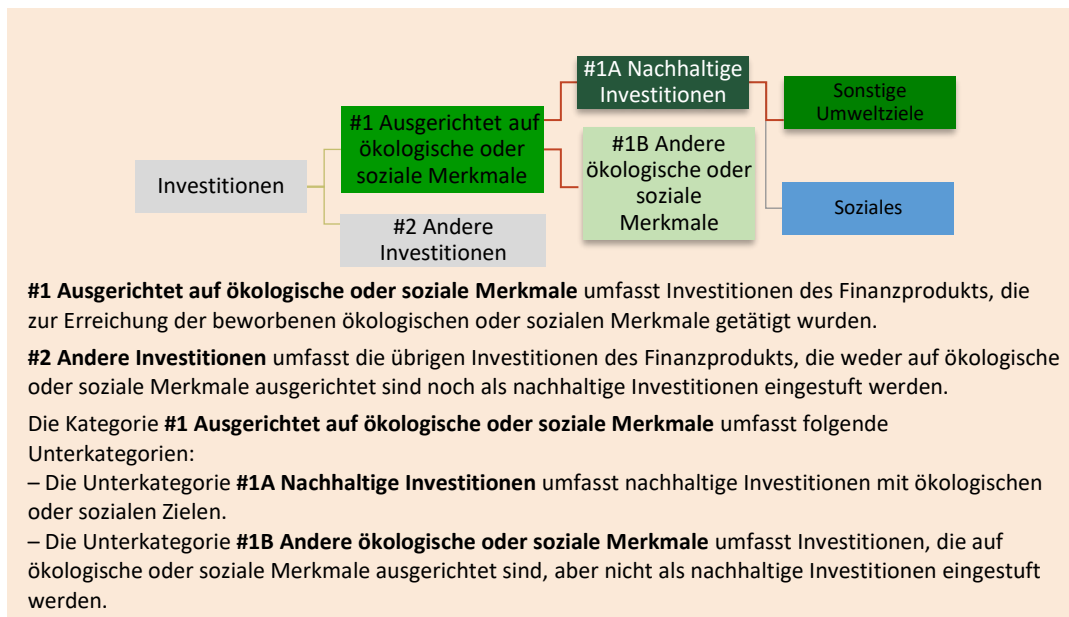 #1A Nachhaltige
Investitionen
Sonstige
Umweltziele
#1 Ausgerichtet auf
ökologische oder
soziale Merkmale
#1B Andere
ökologische oder
soziale
Merkmale
Investitionen
Soziales
#2 Andere
Investitionen
#1 Ausgerichtet auf ökologische oder soziale Merkmale umfasst Investitionen des Finanzprodukts, die
zur Erreichung der beworbenen ökologischen oder sozialen Merkmale getätigt wurden.
#2 Andere Investitionen umfasst die übrigen Investitionen des Finanzprodukts, die weder auf ökologische
oder soziale Merkmale ausgerichtet sind noch als nachhaltige Investitionen eingestuft werden.
Die Kategorie #1 Ausgerichtet auf ökologische oder soziale Merkmale umfasst folgende
Unterkategorien:
– Die Unterkategorie #1A Nachhaltige Investitionen umfasst nachhaltige Investitionen mit ökologischen
oder sozialen Zielen.
– Die Unterkategorie #1B Andere ökologische oder soziale Merkmale umfasst Investitionen, die auf
ökologische oder soziale Merkmale ausgerichtet sind, aber nicht als nachhaltige Investitionen eingestuft
werden.